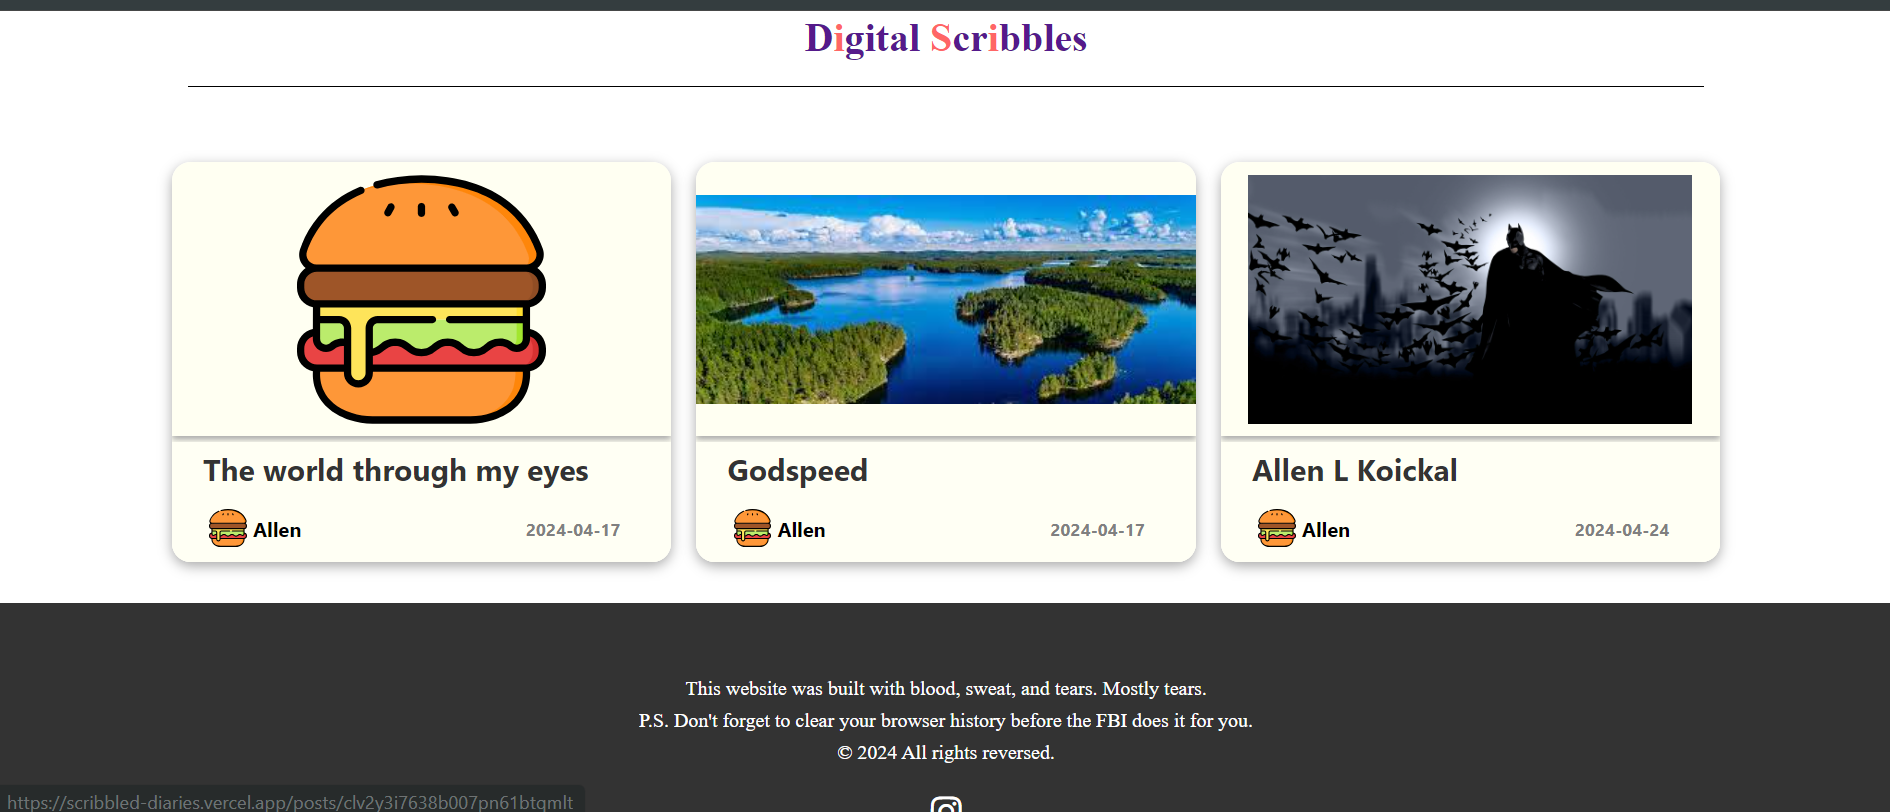 Digital Scribbles
The world through my eyes
Allen 2024-04-17
Godspeed
Allen 2024-04-17
Allen L Koickal
Allen 2024-04-24
This website was built with blood, sweat, and tears. Mostly tears.
P.S. Don't forget to clear your browser history before the FBI does it for you.
© 2024 All rights reversed.
https://scribbled-diaries.vercel.app/posts/clv2y3i7638b007pn61btqmlt